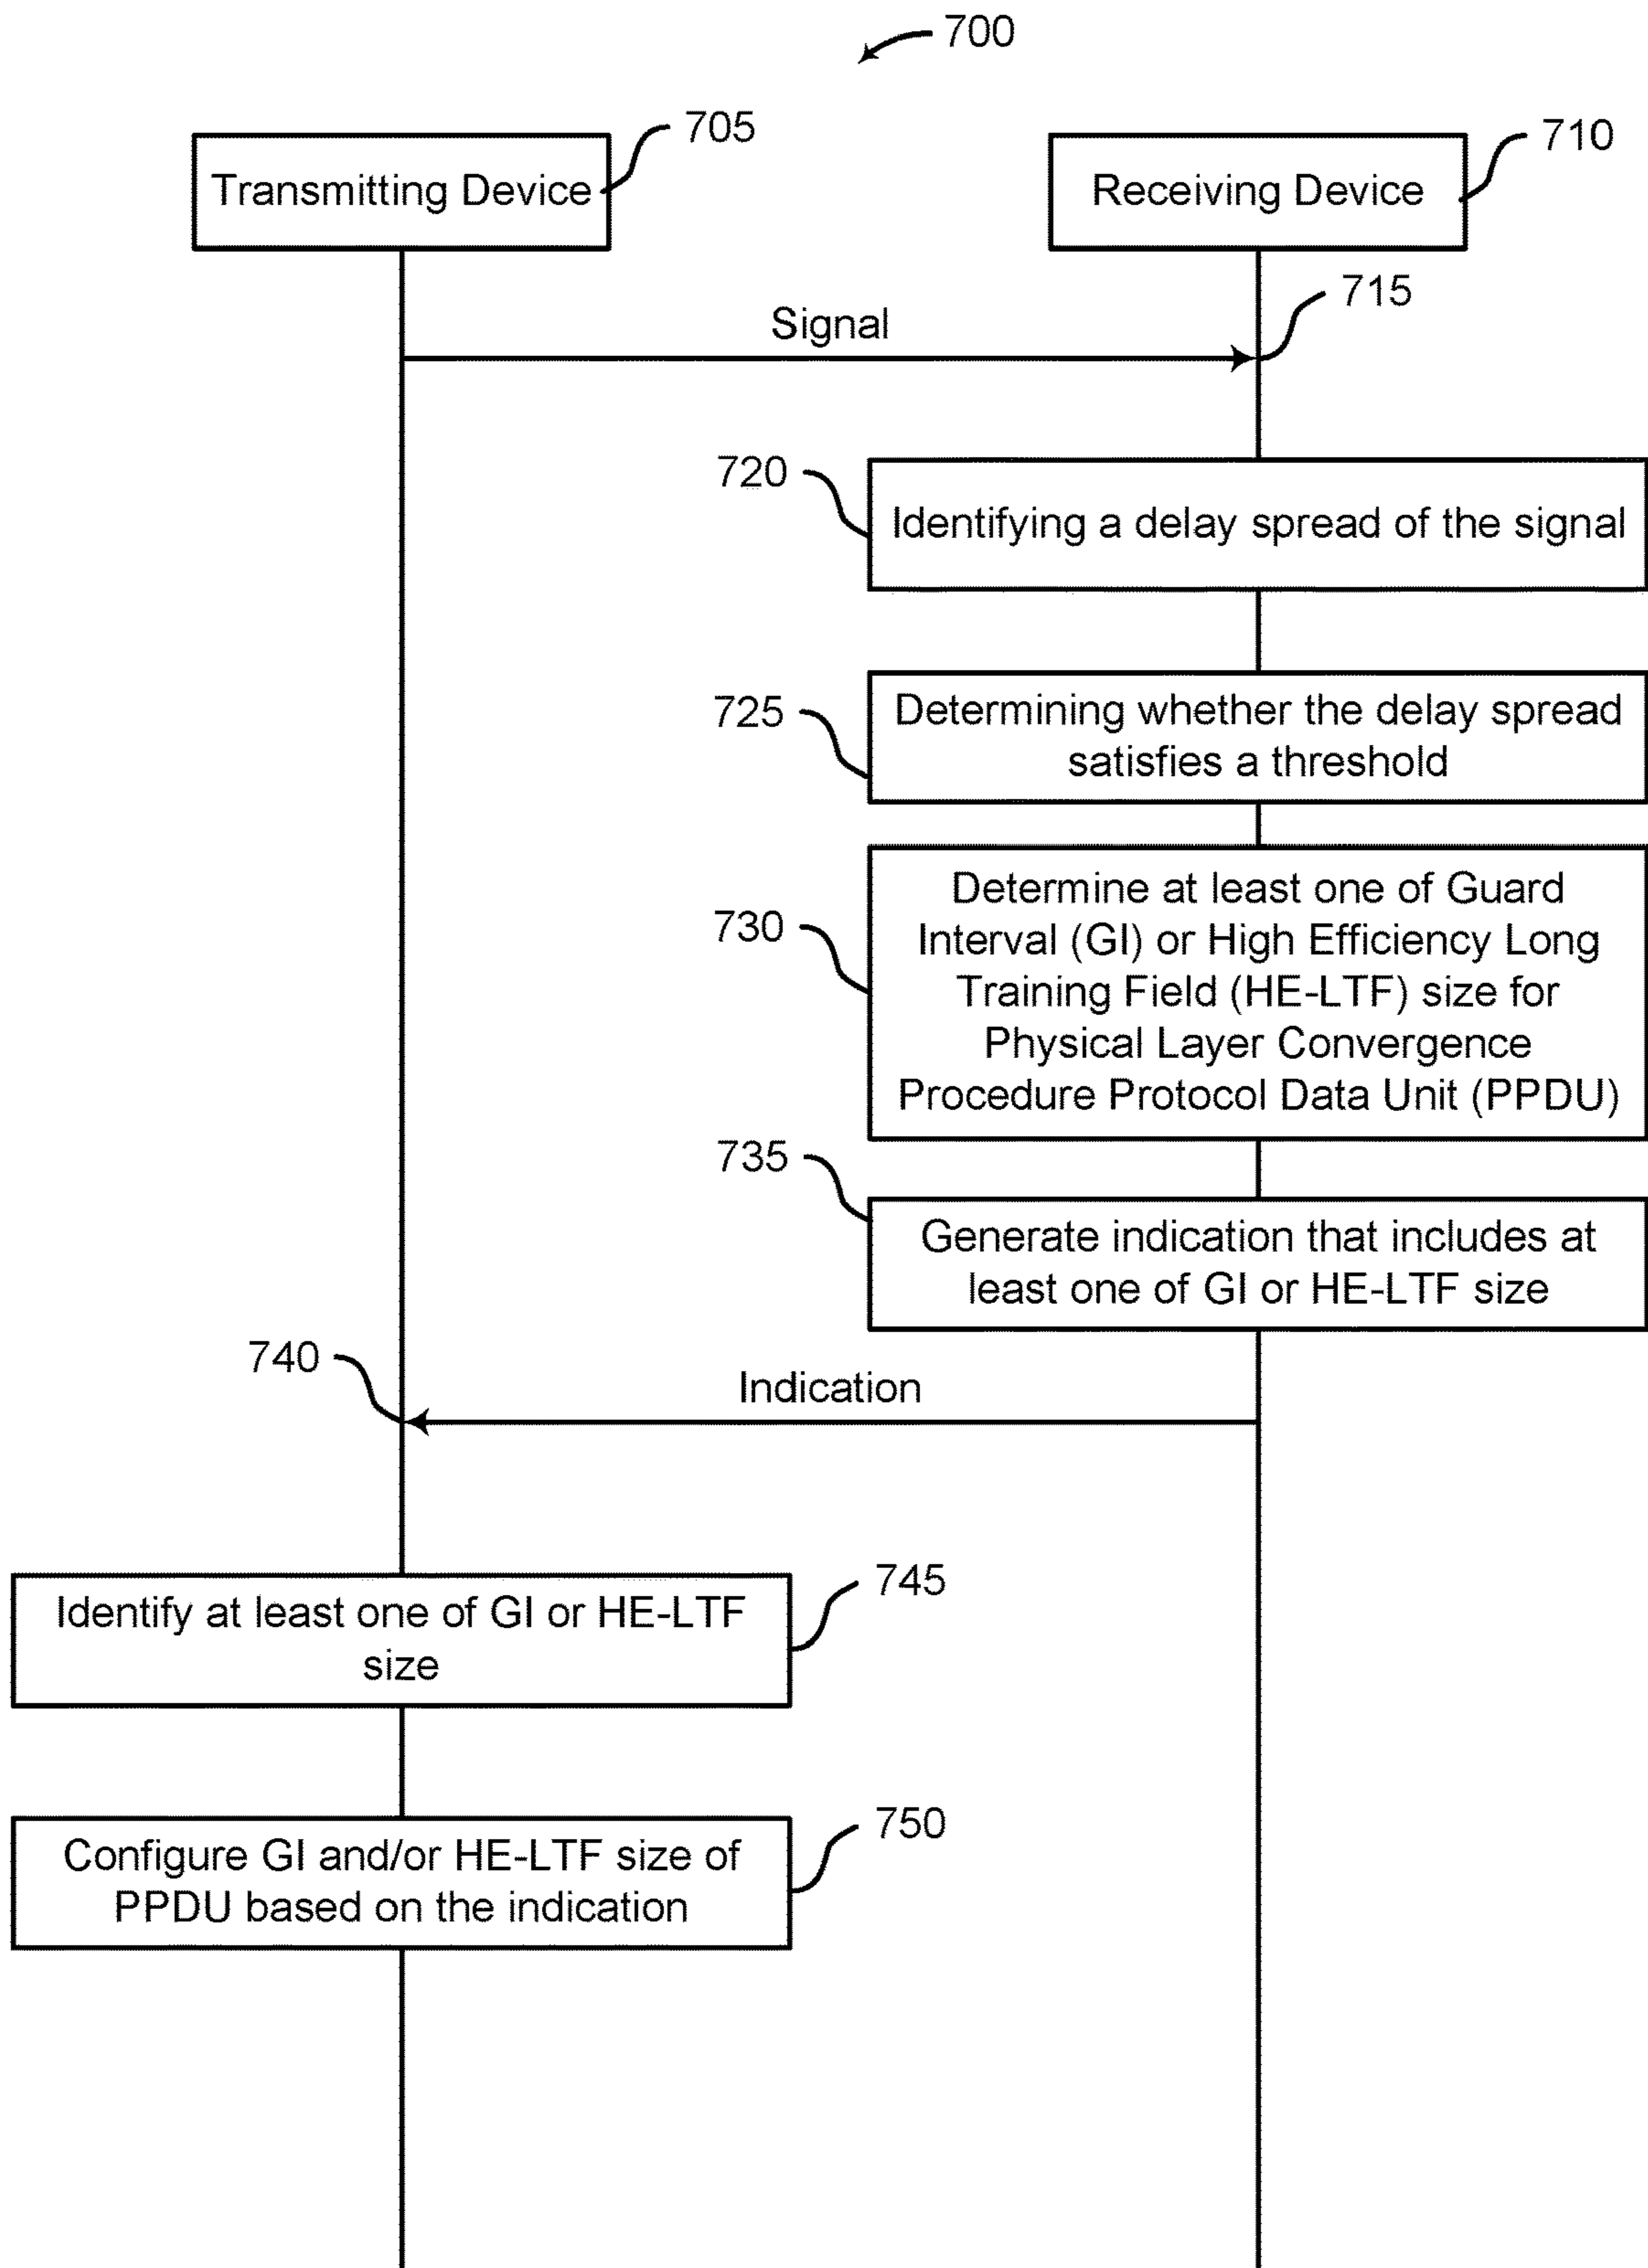 700
705
710
Transmitting Device
Receiving Device
715
Signal
720
Identifying a delay spread of the signal
725
Determining whether the delay spread
satisfies a threshold
730
Determine at least one of Guard
Interval (GI) or High Efficiency Long
Training Field (HE-LTF) size for
Physical Layer Convergence
Procedure Protocol Data Unit (PPDU)
735
Generate indication that includes at
least one of GI or HE-LTF size
740
Indication
745
Identify at least one of GI or HE-LTF
size
750
Configure GI and/or HE-LTF size of
PPDU based on the indication